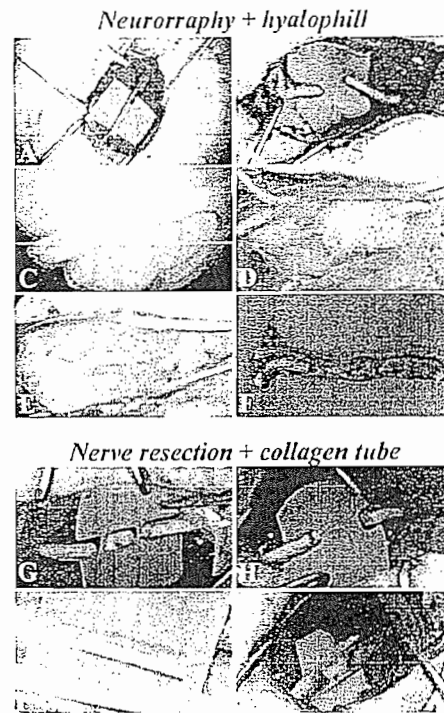 Neurorraphy + hyalophill
A
C
D
E
F
Nerve resection + collagen tube
G
H